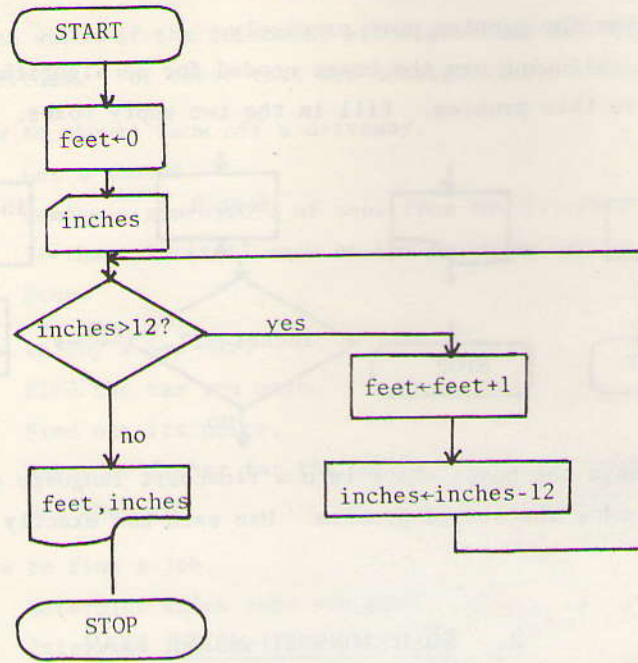 START
feet←0
inches
inches>12?
yes
feet←feet+1
no
feet,inches
inches←inches-12
STOP